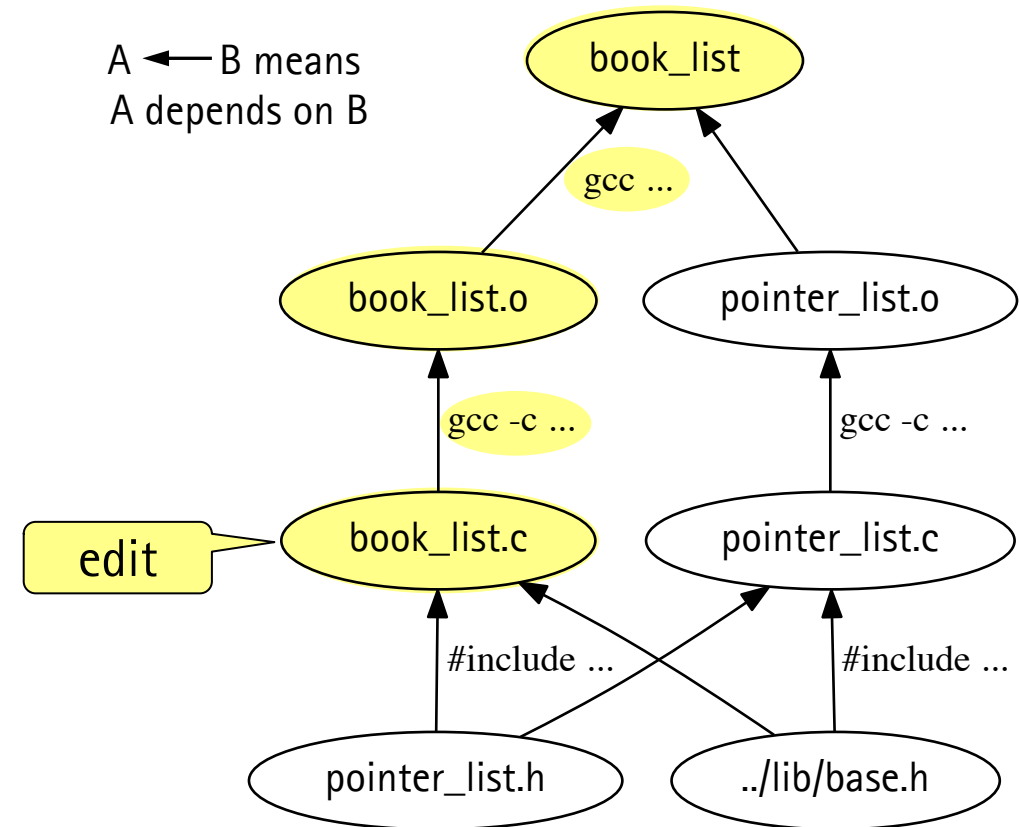 book_list
A B means
A depends on B
gcc ...
book_list.o
pointer_list.o
gcc -c ...
gcc -c ...
edit
book_list.c
pointer_list.c
#include ...
#include ...
pointer_list.h
../lib/base.h